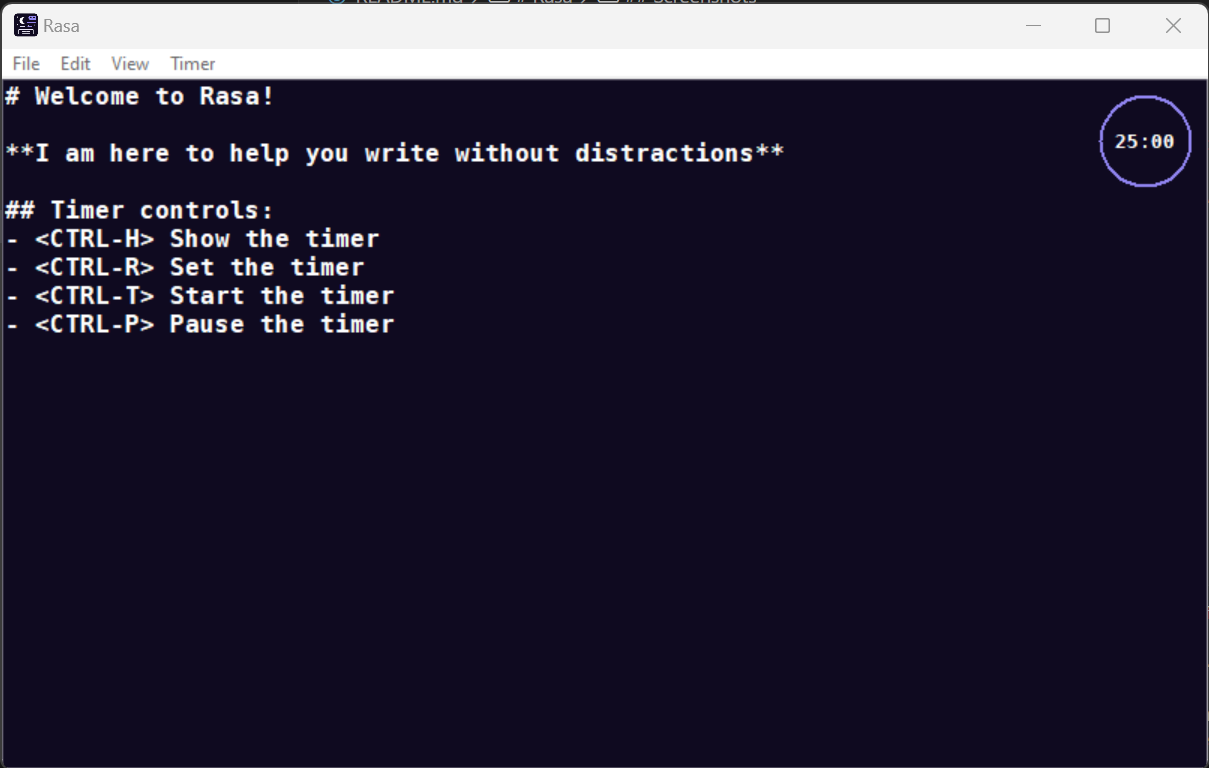 Rasa
File Edit View Timer
# Welcome to Rasa!
25:00
**I am here to help you write without distractions**
## Timer controls:
- <CTRL-H> Show the timer
- <CTRL-R> Set the timer
- <CTRL-T> Start the timer
- <CTRL-P> Pause the timer